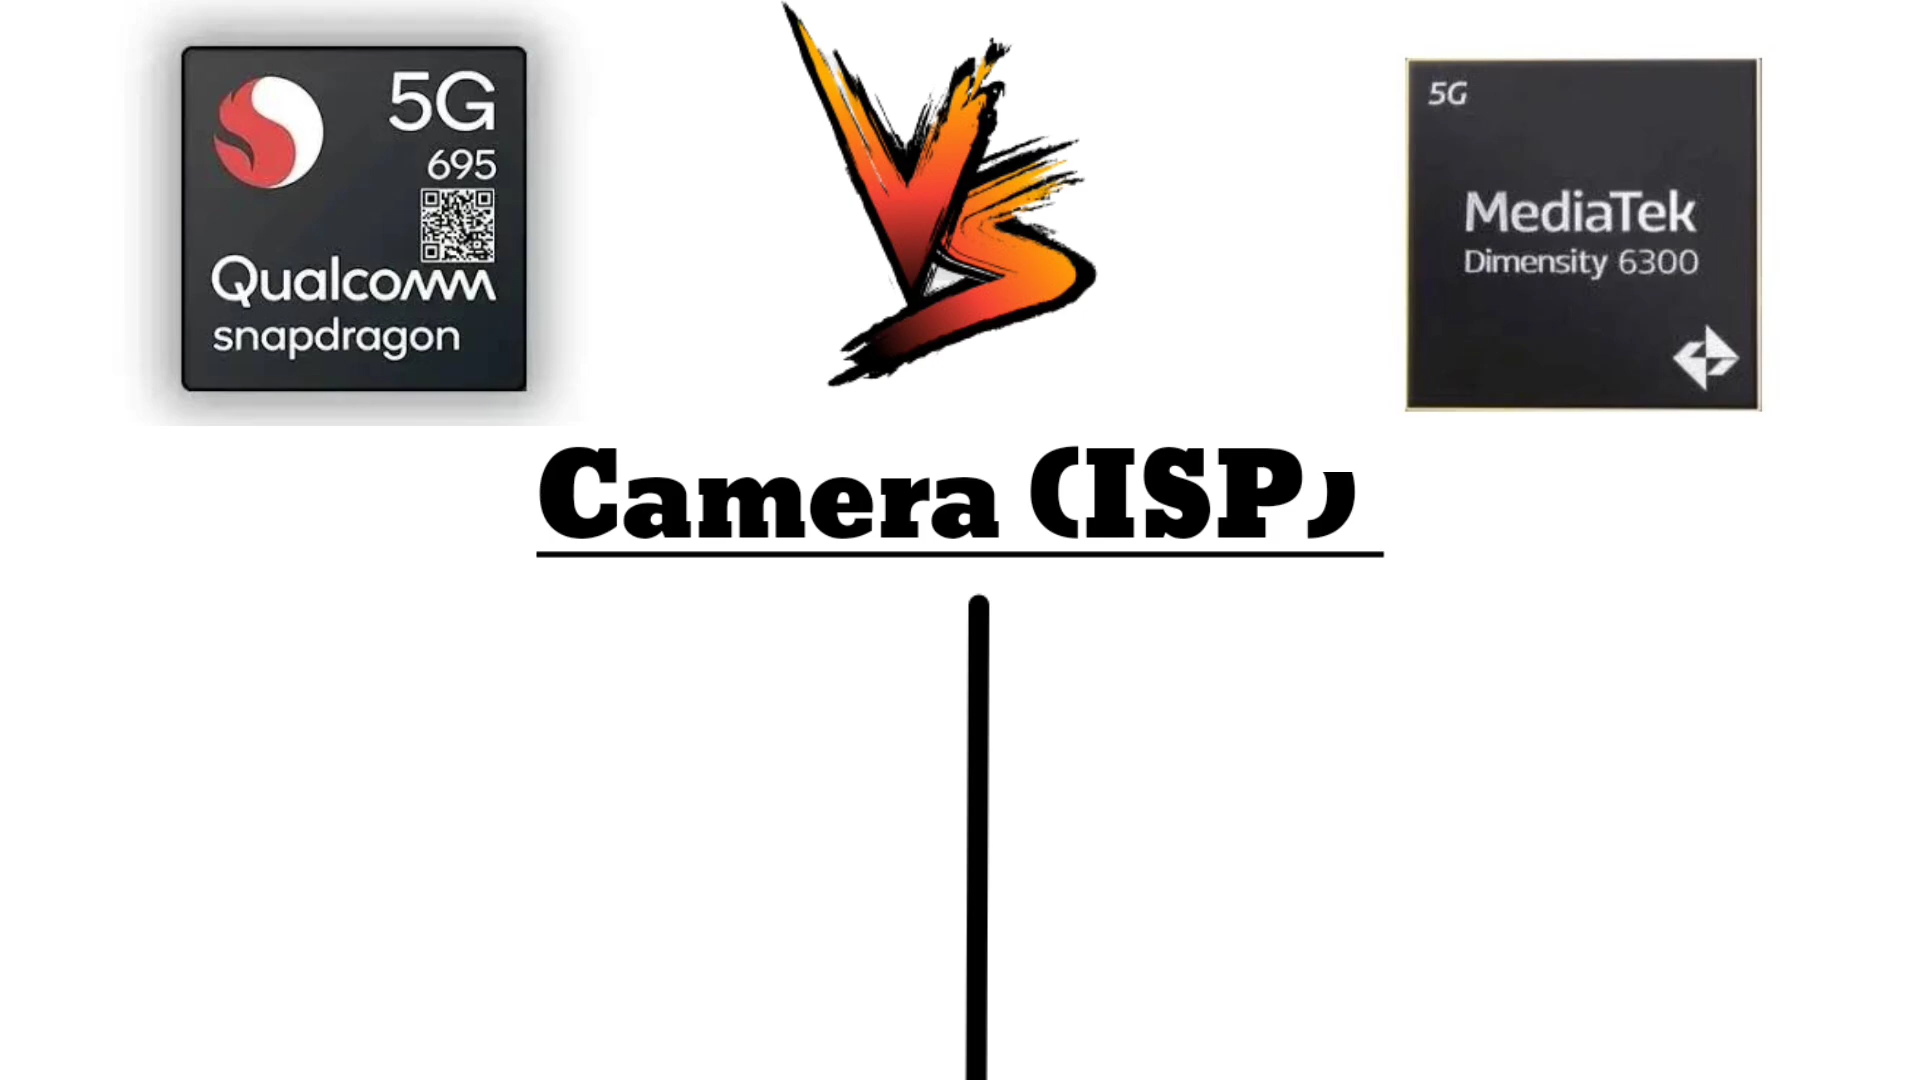 5G
695
Qualcomm
snapdragon
VS
5G
MediaTek
Dimensity 6300
Camera (ISP)